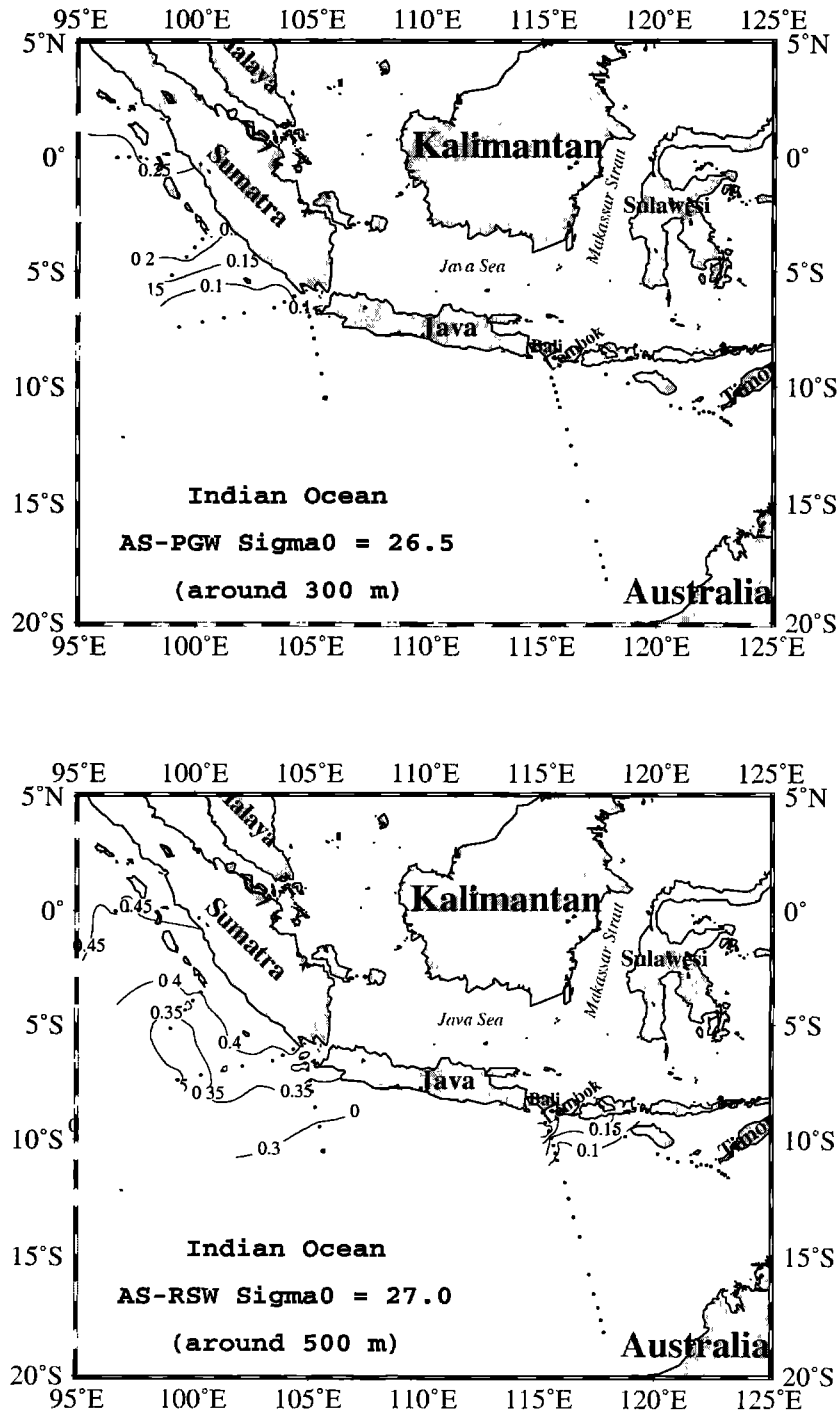 95°E 100°E 105°E 110°E 115°E 120°E 125°E
5°N 5°N
Kalimantan
0° 0°
Makassar Strait
0.25
Sumatra
Sulawesi
0.2 0.15
Java Sea
5°S 5°S
15 0.1
0.1
Java
Bali
10°S 10°S
15°S 15°S
Indian Ocean
AS-PGW Sigma0 = 26.5
(around 300 m)
Australia
20°S 20°S
95°E 100°E 105°E 110°E 115°E 120°E 125°E
95°E 100°E 105°E 110°E 115°E 120°E 125°E
5°N 5°N
Kalimantan
0° 0°
0.45
Makassar Strait
0.45
Sumatra
Sulawesi
0 4
0.35
Java Sea
5°S 5°S
0.4
0.35 0.35
Java
Bali
0
0.15
10°S 10°S
0.3 0.1
15°S 15°S
Indian Ocean
AS-RSW Sigma0 = 27.0
(around 500 m)
Australia
20°S 20°S
95°E 100°E 105°E 110°E 115°E 120°E 125°E